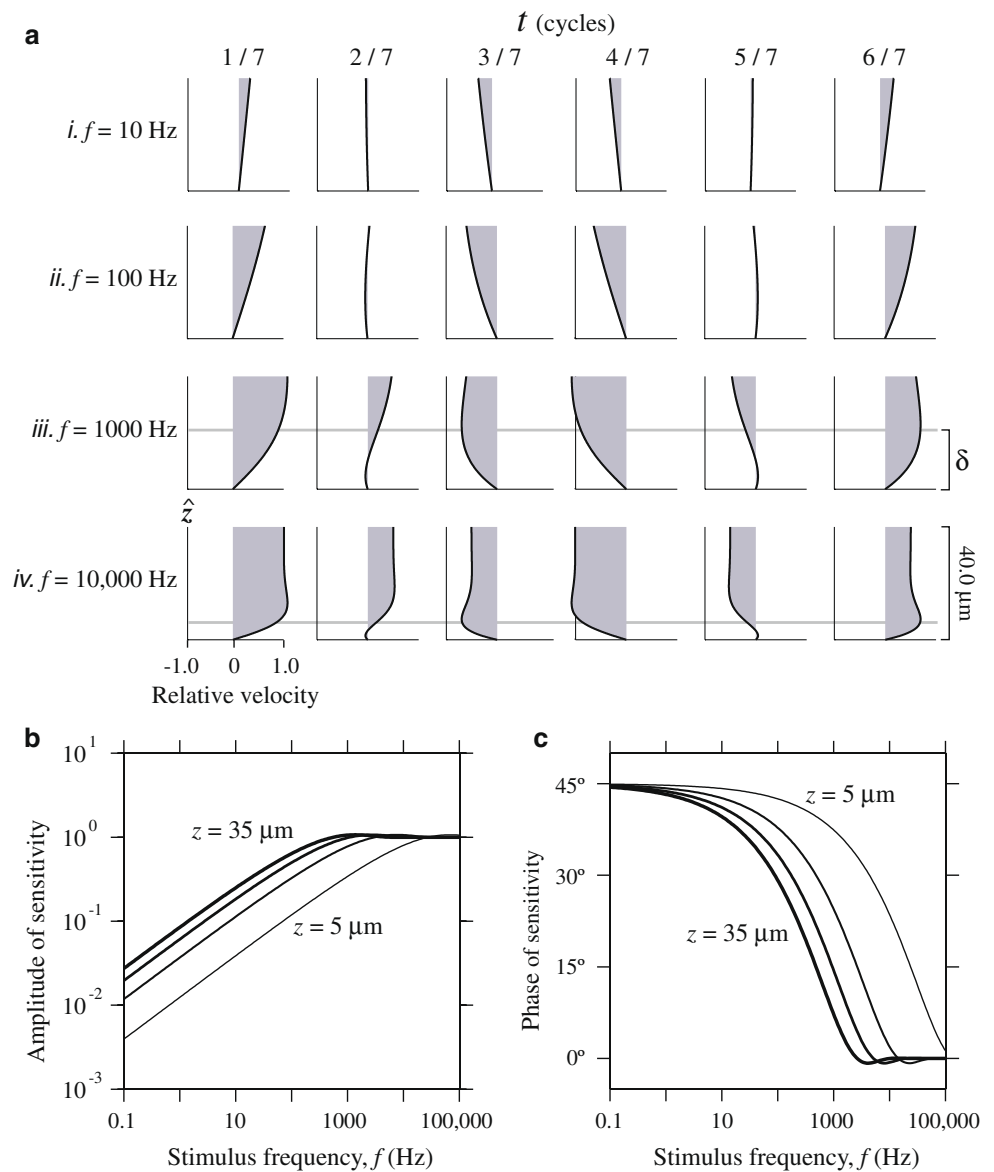 a
t (cycles)
1 / 7 2 / 7 3 / 7 4 / 7 5 / 7 6 / 7
i. f = 10 Hz
ii. f = 100 Hz
iii. f = 1000 Hz
δ
ẑ
iv. f = 10,000 Hz
40.0 µm
-1.0 0 1.0
Relative velocity
b
10^1
10^0
10^-1
10^-2
10^-3
Amplitude of sensitivity
z = 35 µm
z = 5 µm
0.1 10 1000 100,000
Stimulus frequency, f (Hz)
c
45º
30º
15º
0º
Phase of sensitivity
z = 5 µm
z = 35 µm
0.1 10 1000 100,000
Stimulus frequency, f (Hz)